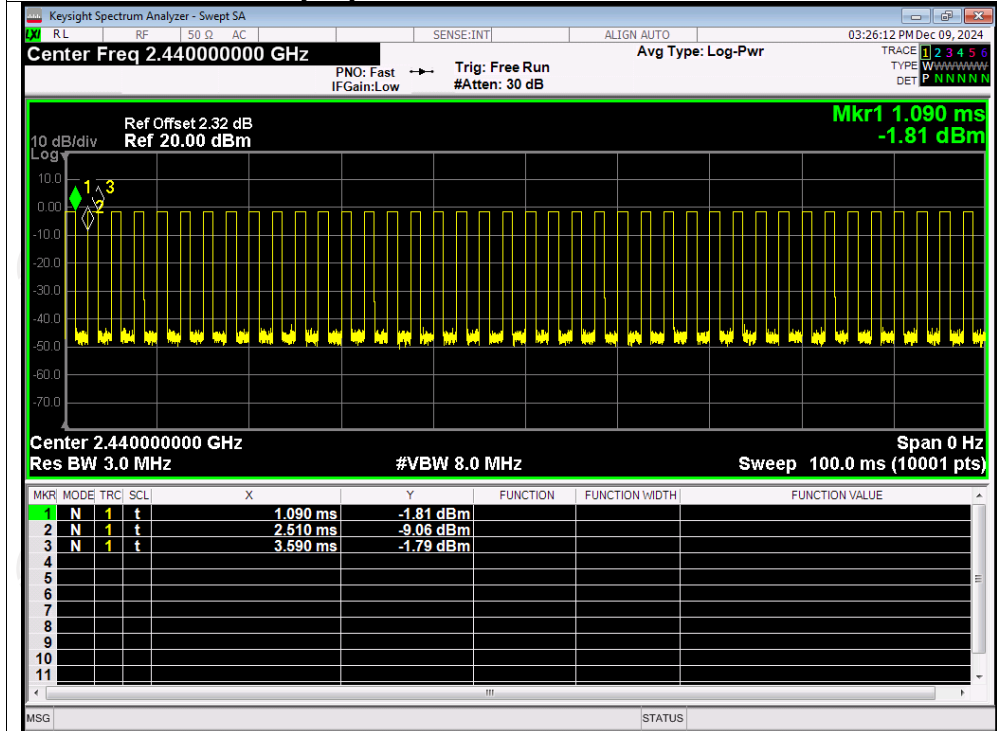 Keysight Spectrum Analyzer - Swept SA
LXI RL RF 50 Ω AC SENSE:INT ALIGN AUTO 03:26:12 PM Dec 09, 2024
Center Freq 2.440000000 GHz Avg Type: Log-Pwr TRACE 1 2 3 4 5 6
PNO: Fast Trig: Free Run TYPE WWWWWW
IFGain:Low #Atten: 30 dB DET P N N N N N
Mkr1 1.090 ms
Ref Offset 2.32 dB
10 dB/div Ref 20.00 dBm -1.81 dBm
Log
10.0
1 3
0.00
2
-10.0
-20.0
-30.0
-40.0
-50.0
-60.0
-70.0
Center 2.440000000 GHz Span 0 Hz
Res BW 3.0 MHz #VBW 8.0 MHz Sweep 100.0 ms (10001 pts)
MKR MODE TRC SCL X Y FUNCTION FUNCTION WIDTH FUNCTION VALUE
1 N 1 t 1.090 ms -1.81 dBm
2 N 1 t 2.510 ms -9.06 dBm
3 N 1 t 3.590 ms -1.79 dBm
4
5
6
7
8
9
10
11
MSG STATUS